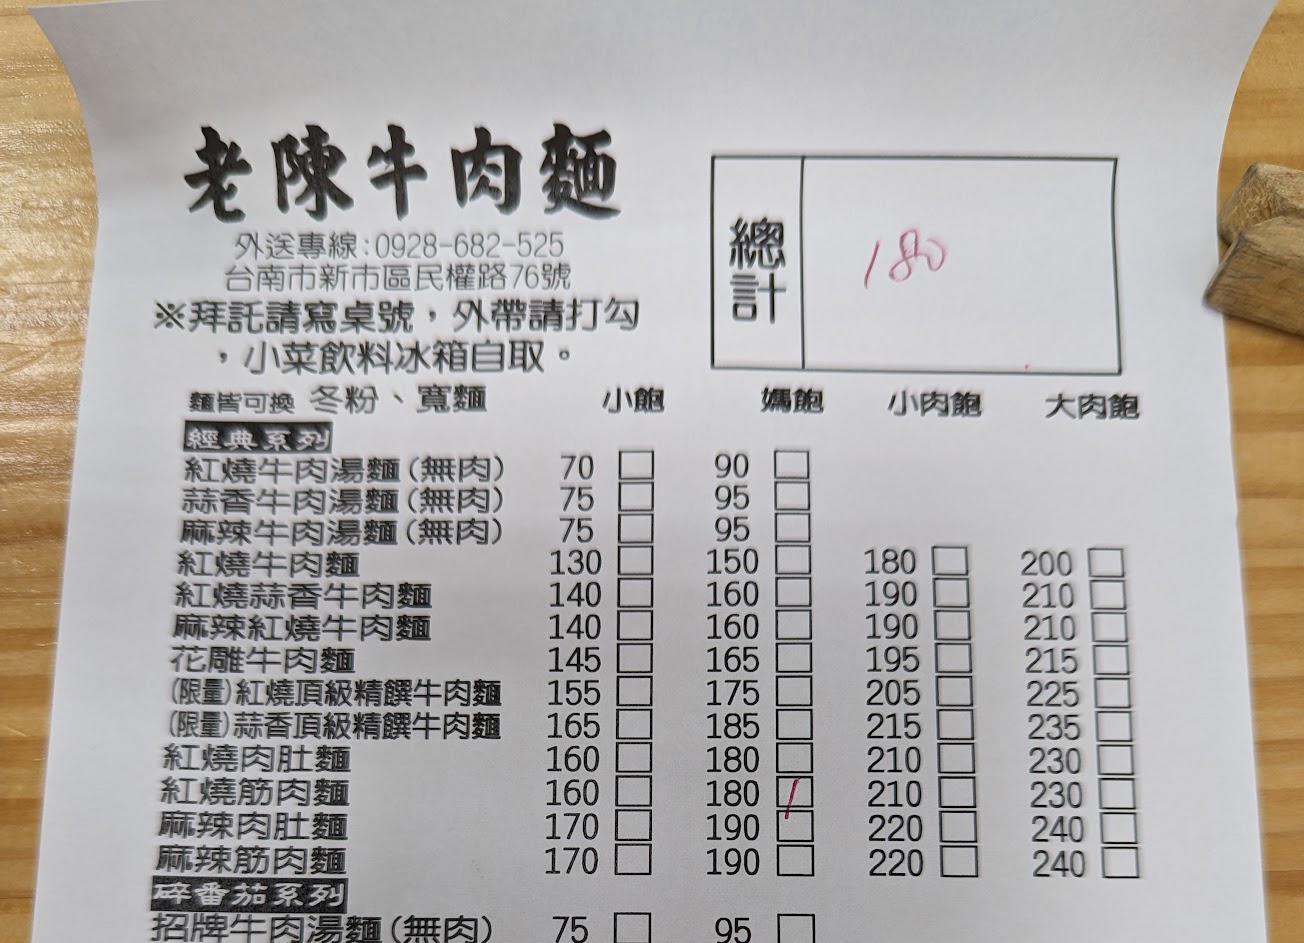 老陳牛肉麵
外送專線:0928-682-525
台南市新市區民權路76號
※拜託請寫桌號,外帶請打勾
,小菜飲料冰箱自取。
總計
180
麵皆可換 冬粉、寬麵 小飽 媽飽 小肉飽 大肉飽
經典系列
紅燒牛肉湯麵(無肉) 70 90
蒜香牛肉湯麵(無肉) 75 95
麻辣牛肉湯麵(無肉) 75 95
紅燒牛肉麵 130 150 180 200
紅燒蒜香牛肉麵 140 160 190 210
麻辣紅燒牛肉麵 140 160 190 210
花雕牛肉麵 145 165 195 215
(限量)紅燒頂級精饌牛肉麵 155 175 205 225
(限量)蒜香頂級精饌牛肉麵 165 185 215 235
紅燒肉肚麵 160 180 210 230
紅燒筋肉麵 160 180 210 230
麻辣肉肚麵 170 190 220 240
麻辣筋肉麵 170 190 220 240
碎番茄系列
招牌牛肉湯麵(無肉) 75 95